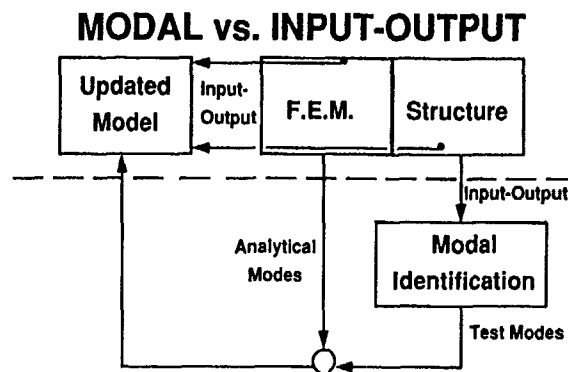 MODAL vs. INPUT-OUTPUT
Updated
Model
Input-
Output
F.E.M.
Structure
Input-Output
Analytical
Modes
Modal
Identification
Test Modes